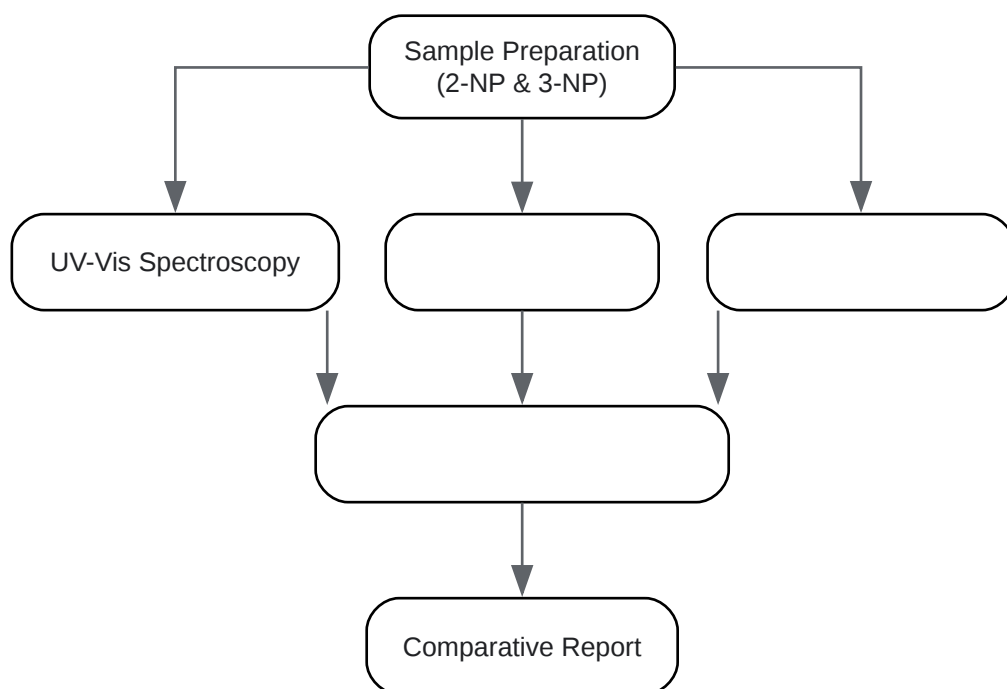 Sample Preparation
(2-NP & 3-NP)
UV-Vis Spectroscopy
Comparative Report